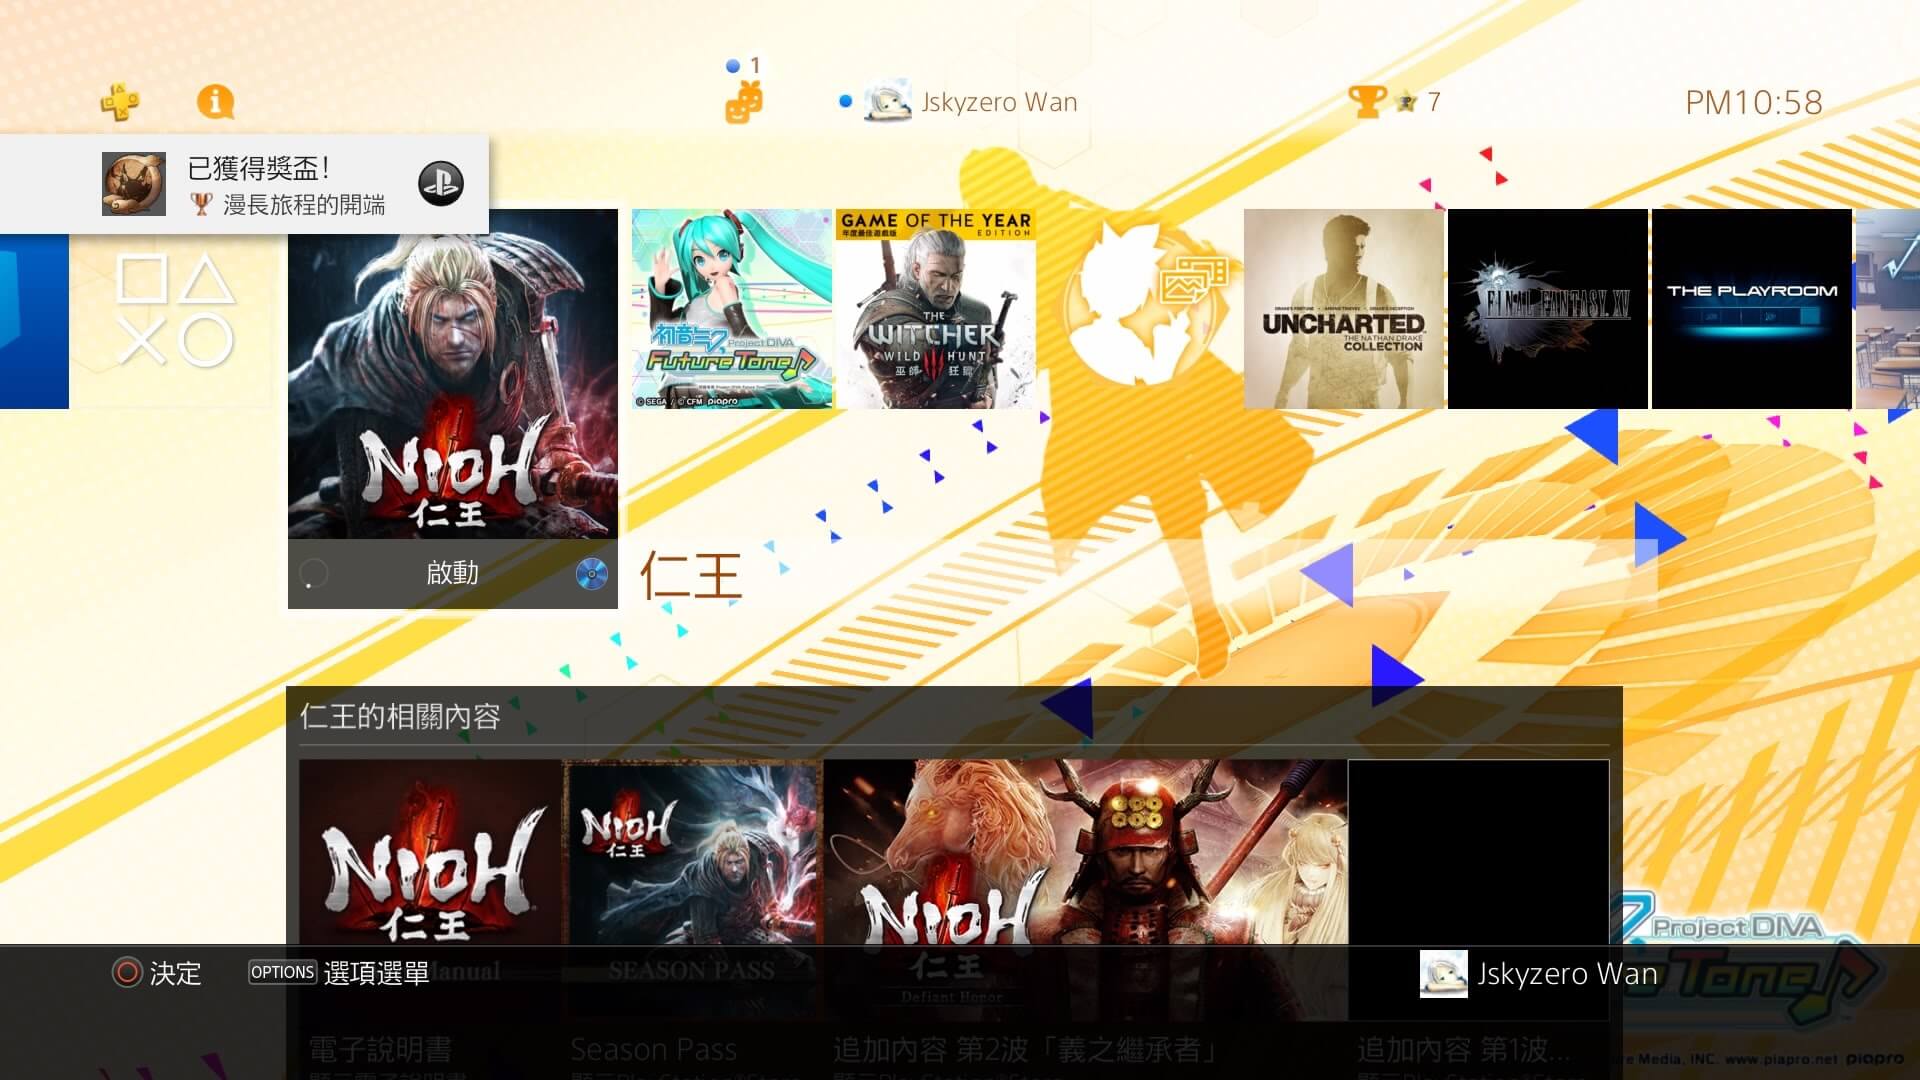 1
Jskyzero Wan
7
PM10:58
已獲得獎盃！
漫長旅程的開端
NIOH
仁王
啟動
仁王
初音ミク Project DIVA
Future Tone
© SEGA / © CFM piapro
GAME OF THE YEAR
年度最佳遊戲版 EDITION
THE
WITCHER
WILD HUNT
巫師 狂獵
UNCHARTED
THE NATHAN DRAKE
COLLECTION
FINAL FANTASY XV
THE PLAYROOM
仁王的相關內容
NIOH
仁王
Manual
NIOH
仁王
SEASON PASS
NIOH
仁王
Defiant Honor
Project DIVA
Tone
決定
OPTIONS 選項選單
Jskyzero Wan
電子說明書
Season Pass
追加內容 第2波「義之繼承者」
追加內容 第1波...
Media, INC. www.piapro.net piapro